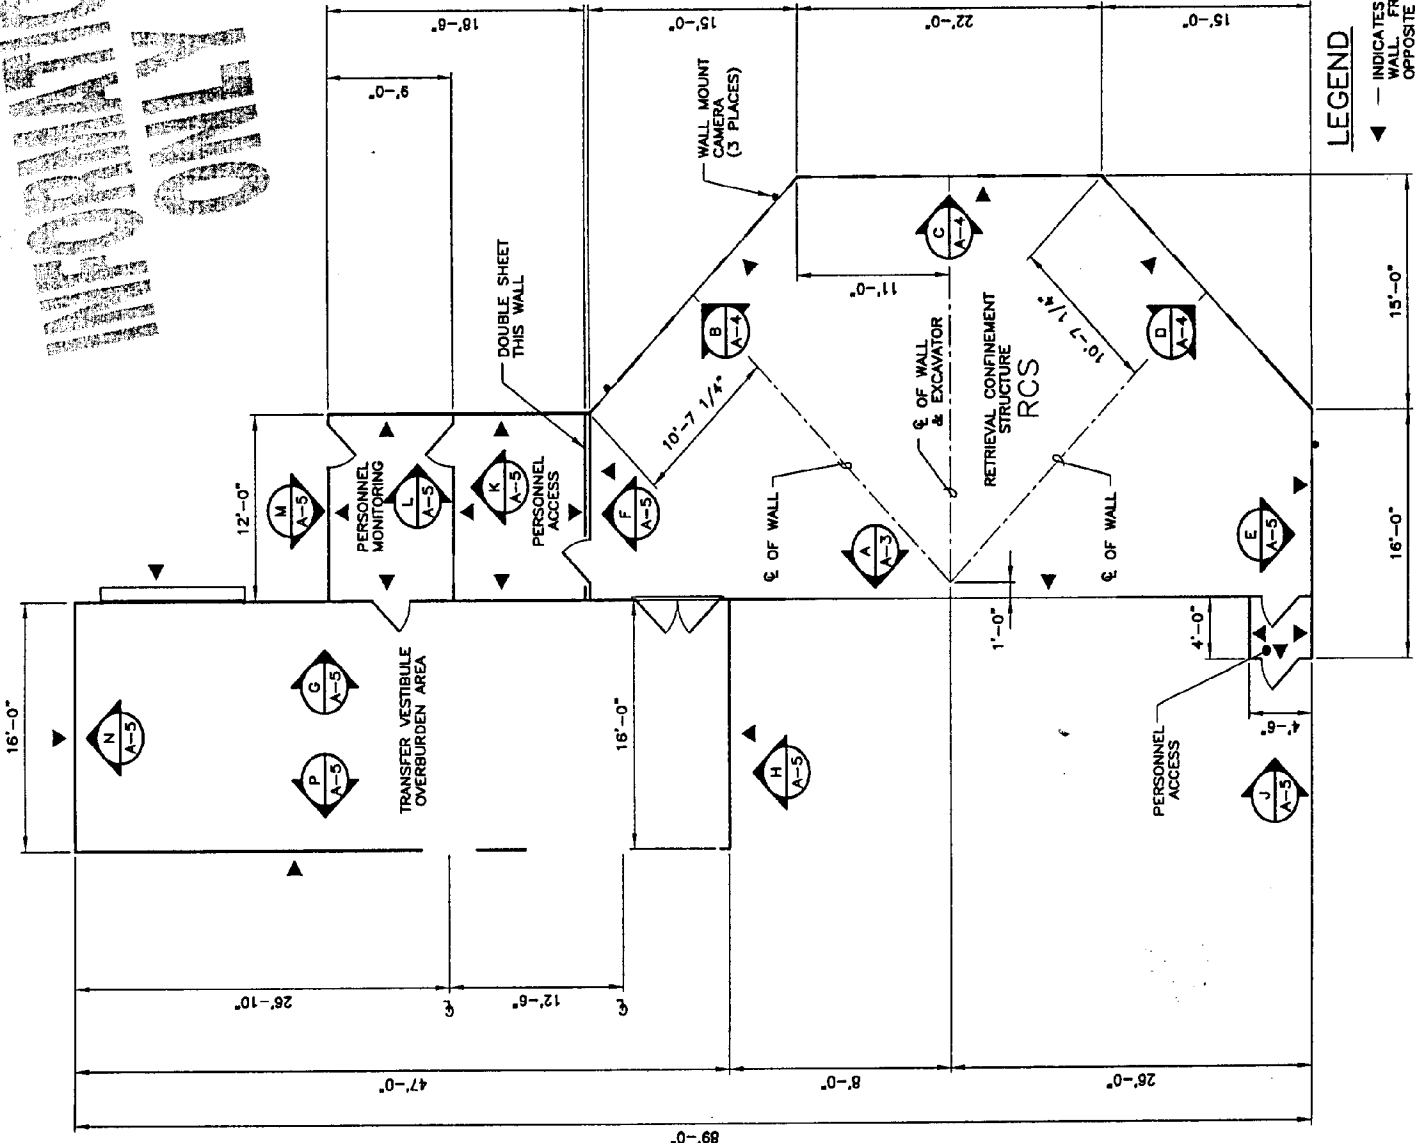 ONLY
18'-6"
15'-0"
22'-0"
15'-0"
9'-0"
WALL MOUNT
CAMERA
(3 PLACES)
LEGEND
INDICATES
WALL.
OPPOSITE
DOUBLE SHEET
THIS WALL
12'-0"
M
A-5
PERSONNEL
MONITORING
L
A-5
K
A-5
PERSONNEL
ACCESS
F
A-5
B
A-4
C
A-4
D
A-4
11'-0"
10'-7 1/4"
10'-7 1/4"
℄ OF WALL
& EXCAVATOR
RETRIEVAL CONFINEMENT
STRUCTURE
RCS
℄ OF WALL
℄ OF WALL
A
A-3
E
A-5
15'-0"
16'-0"
1'-0"
4'-0"
4'-6"
16'-0"
N
A-5
G
A-5
P
A-5
TRANSFER VESTIBULE
OVERBURDEN AREA
16'-0"
H
A-5
PERSONNEL
ACCESS
J
A-5
26'-10"
℄
12'-6"
℄
47'-0"
8'-0"
26'-0"
89'-0"